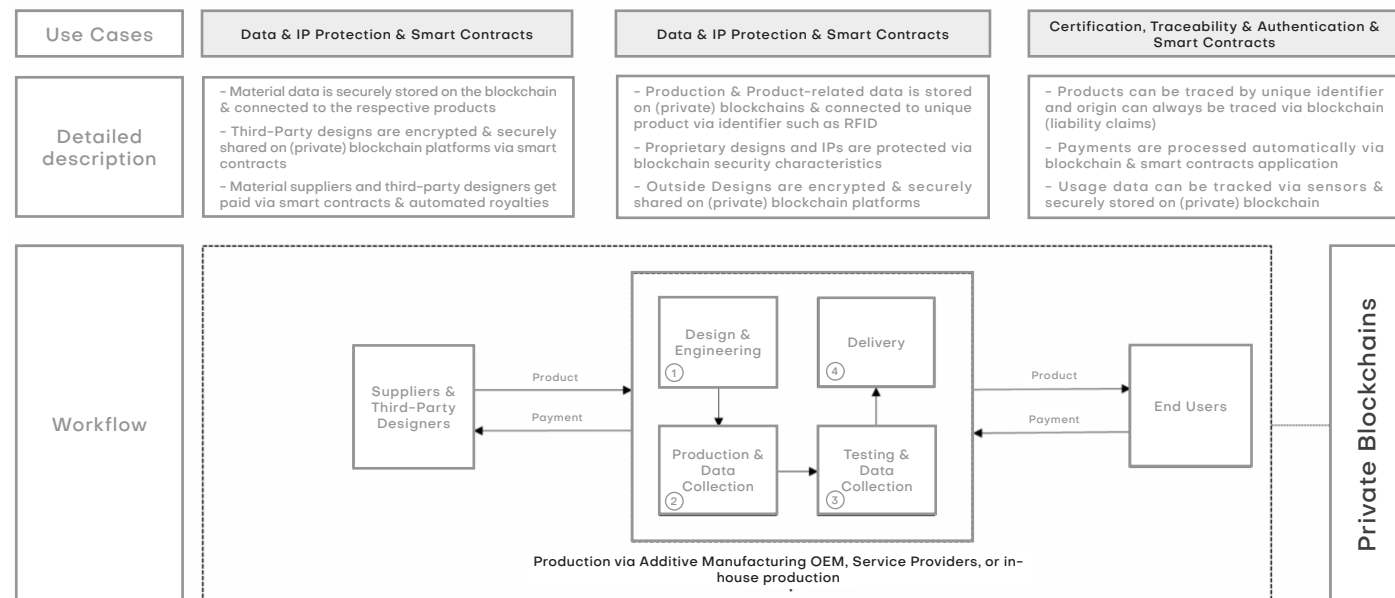 Use Cases
Data & IP Protection & Smart Contracts
Data & IP Protection & Smart Contracts
Certification, Traceability & Authentication &
Smart Contracts
Detailed
description
- Material data is securely stored on the blockchain
& connected to the respective products
- Third-Party designs are encrypted & securely
shared on (private) blockchain platforms via smart
contracts
- Material suppliers and third-party designers get
paid via smart contracts & automated royalties
- Production & Product-related data is stored
on (private) blockchains & connected to unique
product via identifier such as RFID
- Proprietary designs and IPs are protected via
blockchain security characteristics
- Outside Designs are encrypted & securely
shared on (private) blockchain platforms
- Products can be traced by unique identifier
and origin can always be traced via blockchain
(liability claims)
- Payments are processed automatically via
blockchain & smart contracts application
- Usage data can be tracked via sensors &
securely stored on (private) blockchain
Workflow
Suppliers &
Third-Party
Designers
Product
Payment
Design &
Engineering
1
Production &
Data
Collection
2
Testing &
Data
Collection
3
Delivery
4
Product
Payment
End Users
Production via Additive Manufacturing OEM, Service Providers, or in-
house production
Private Blockchains